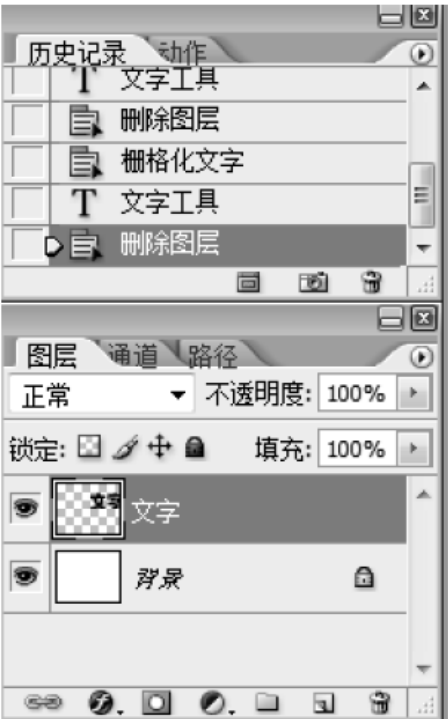 历史记录 动作
T 文字工具
删除图层
栅格化文字
T 文字工具
删除图层
图层 通道 路径
正常 不透明度: 100%
锁定: 填充: 100%
文字 文字
背景